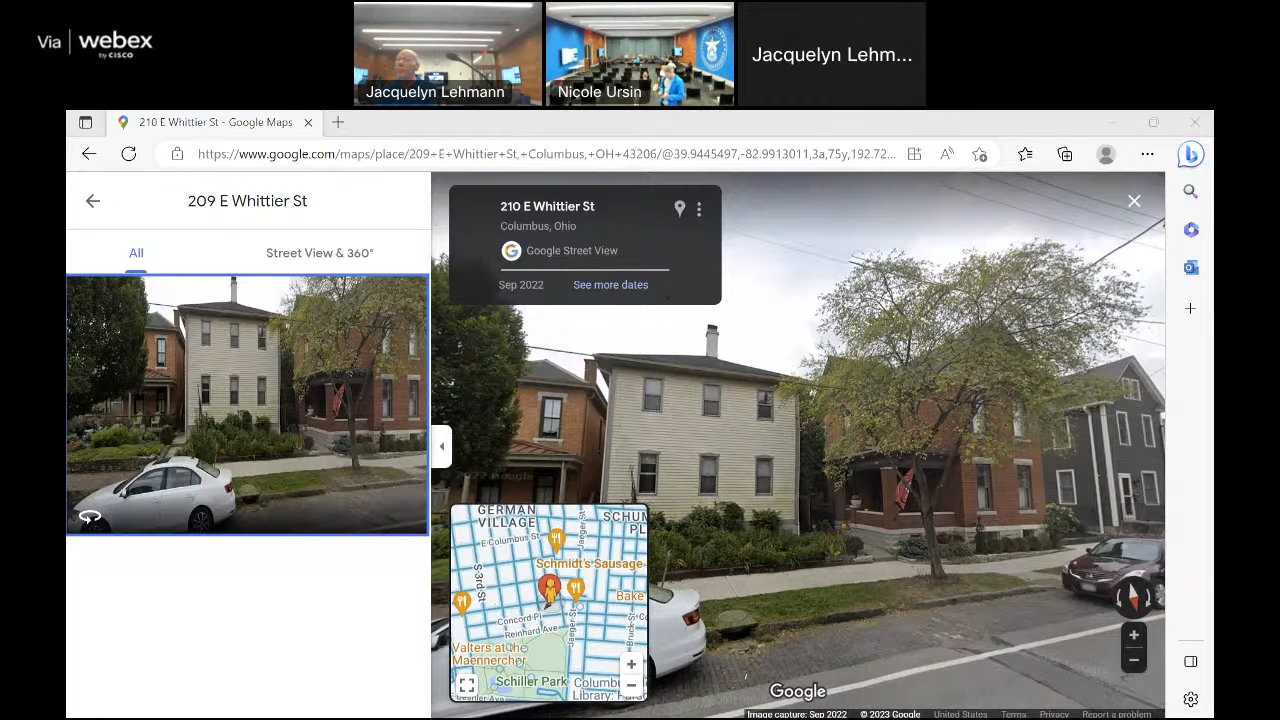 Via | webex
by CISCO
Jacquelyn Lehmann
Nicole Ursin
Jacquelyn Lehm...
210 E Whittier St - Google Maps
https://www.google.com/maps/place/209+E+Whittier+St,+Columbus,+OH+43206/@39.9445497,-82.9913011,3a,75y,192.72...
209 E Whittier St
All
Street View & 360°
210 E Whittier St
Columbus, Ohio
Google Street View
Sep 2022
See more dates
GERMAN
VILLAGE
E Columbus St
Jaeger St
S 3rd St
Schmidt's Sausage
Bake
Concord Pl
Reinhard Ave
Jaeger St
Valters at the
Maennerchor
Schiller Park
Columb
Library:
Google
Image capture: Sep 2022
© 2023 Google
United States
Terms
Privacy
Report a problem